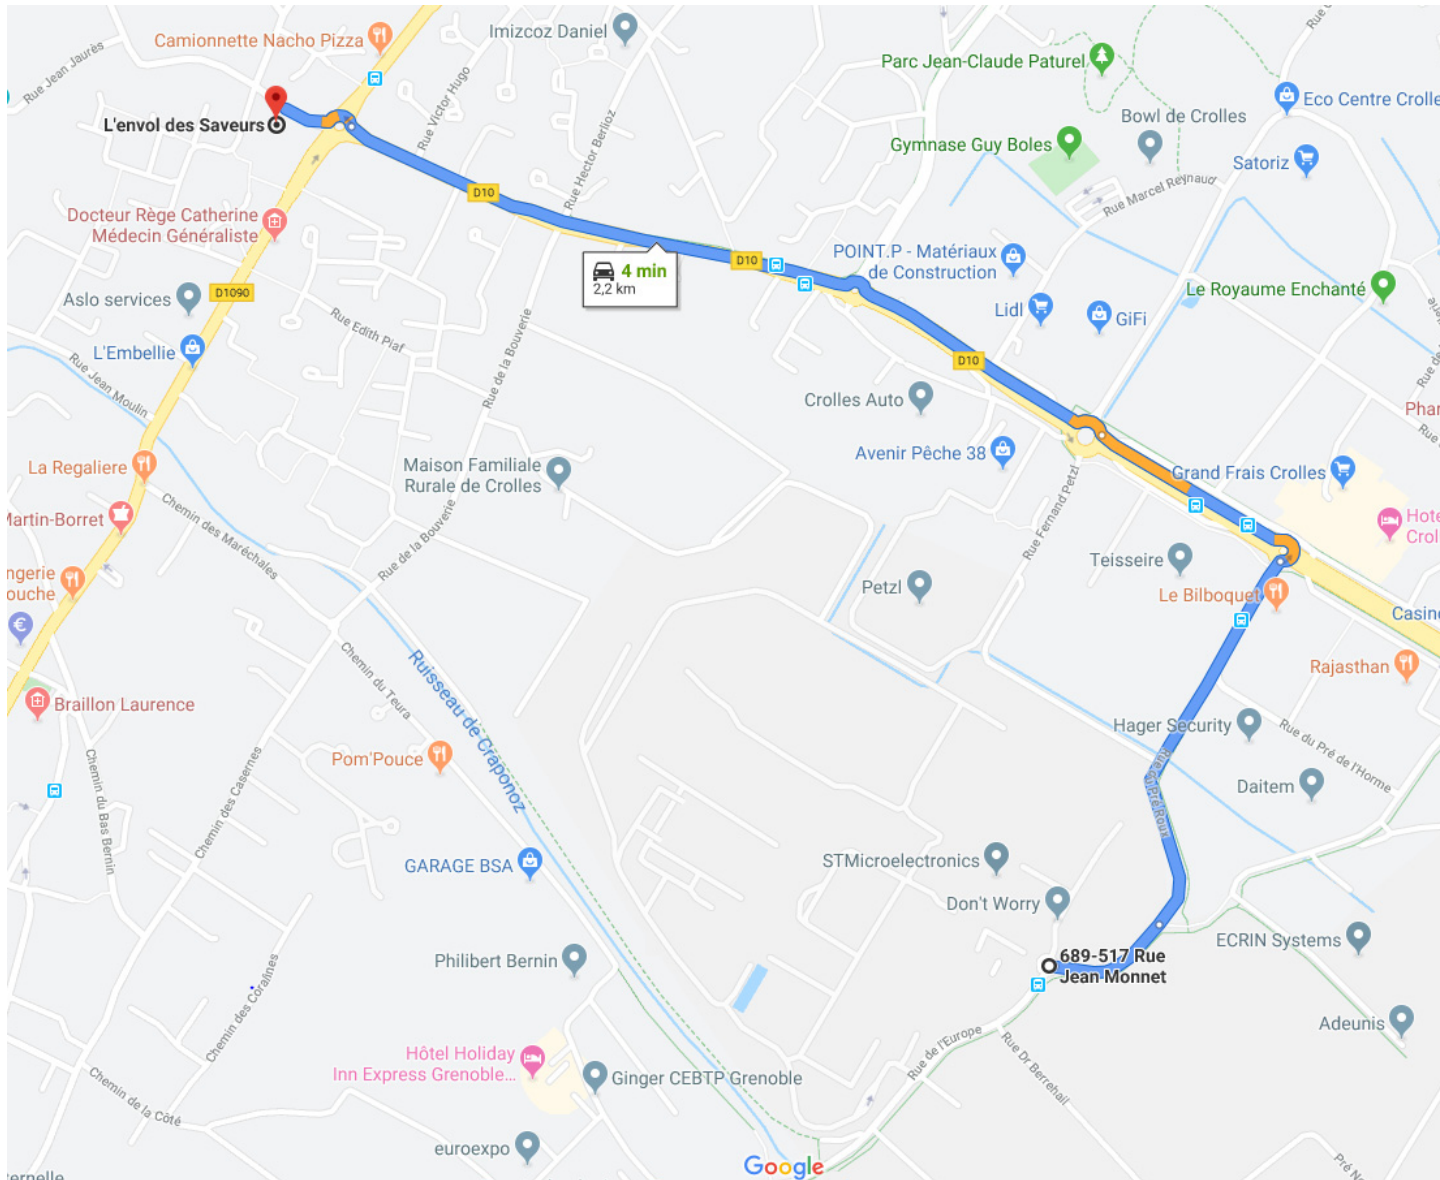 Camionnette Nacho Pizza
Imizcoz Daniel
Rue Jean Jaurès
Rue Victor Hugo
Parc Jean-Claude Paturel
Eco Centre Crolle
L'envol des Saveurs
Rue Hector Berlioz
Bowl de Crolles
Gymnase Guy Boles
Satoriz
Rue Marcel Reynaud
D10
Docteur Rège Catherine
Médecin Généraliste
D10
POINT.P - Matériaux
de Construction
4 min
2,2 km
Le Royaume Enchanté
D1090
Aslo services
Lidl
GiFi
Rue Edith Piaf
L'Embellie
Rue de la Bouverie
D10
Rue Jean Moulin
Crolles Auto
Phar
Avenir Pêche 38
La Regaliere
Maison Familiale
Rurale de Crolles
Grand Frais Crolles
Martin-Borret
Chemin des Maréchales
Rue de la Bouverie
Rue Fernand Petzl
Hote
Crol
Teisseire
ngerie
ouche
Petzl
Le Bilboquet
€
Casino
Ruisseau de Craponoz
Chemin du Teura
Rajasthan
Braillon Laurence
Hager Security
Rue du Pré de l'Horme
Pom'Pouce
Chemin du Bas Bernin
Chemin des Casernes
Rue du Pré Roux
Daitem
GARAGE BSA
STMicroelectronics
Don't Worry
ECRIN Systems
Philibert Bernin
689-517 Rue
Jean Monnet
Chemin des Coralines
Adeunis
Rue de l'Europe
Rue Dr Berrehail
Hôtel Holiday
Inn Express Grenoble...
Ginger CEBTP Grenoble
Chemin de la Côté
euroexpo
Google
ernelle